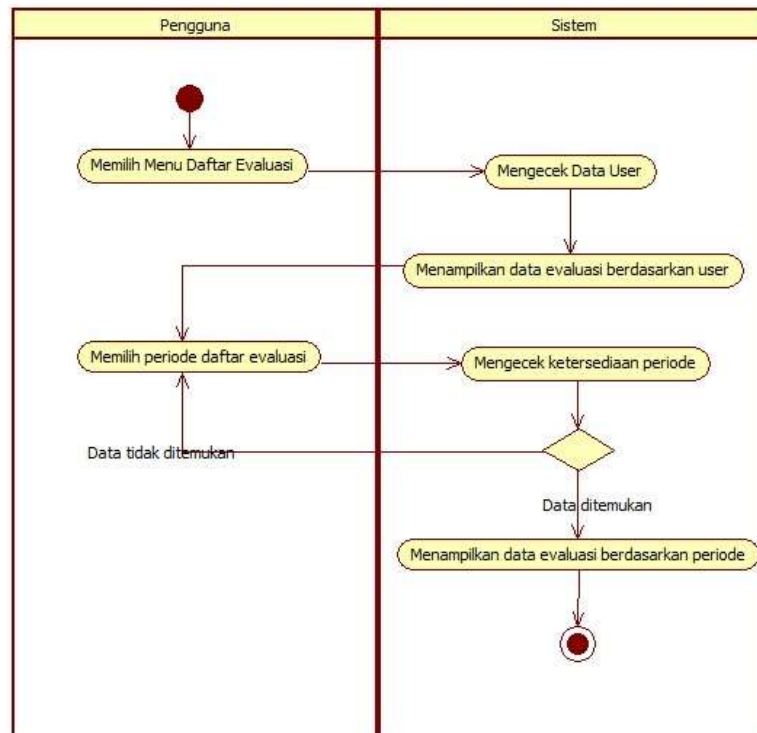 Pengguna
Sistem
Memilih Menu Daftar Evaluasi
Mengecek Data User
Menampilkan data evaluasi berdasarkan user
Memilih periode daftar evaluasi
Mengecek ketersediaan periode
Data tidak ditemukan
Data ditemukan
Menampilkan data evaluasi berdasarkan periode